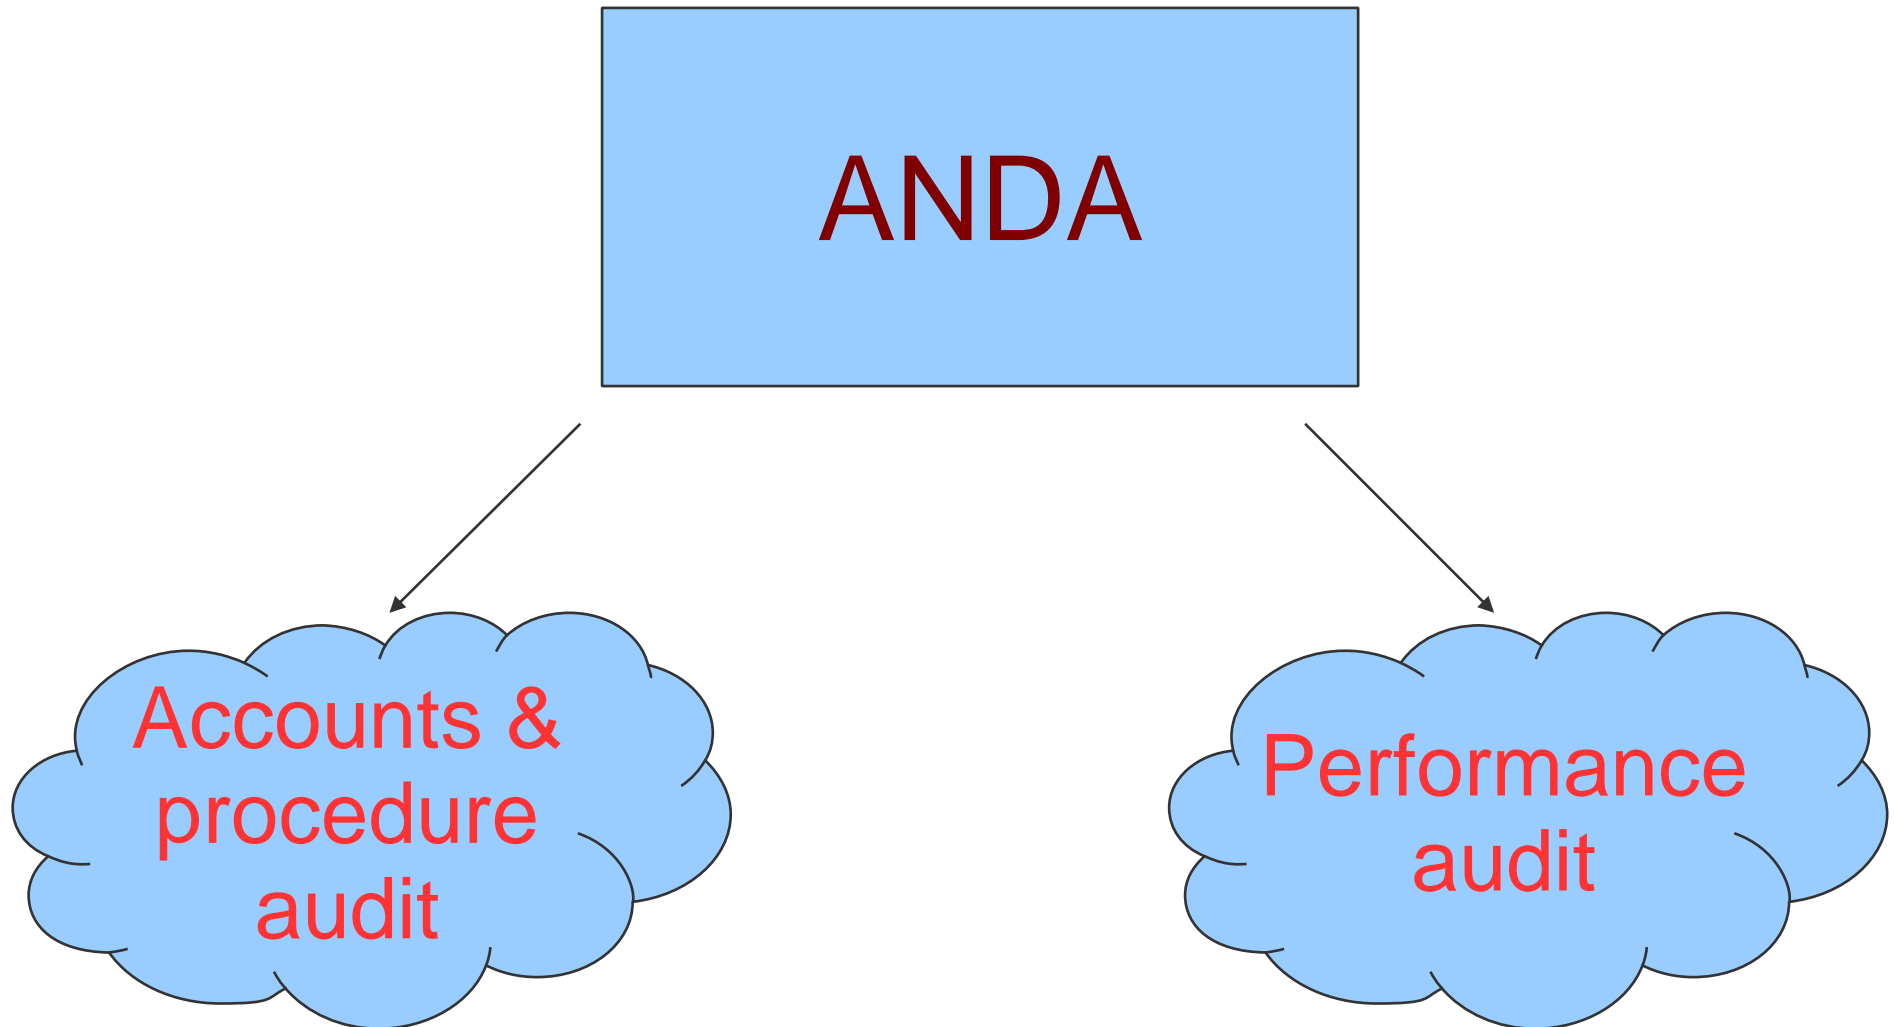 ANDA
Accounts &
procedure
audit
Performance
audit